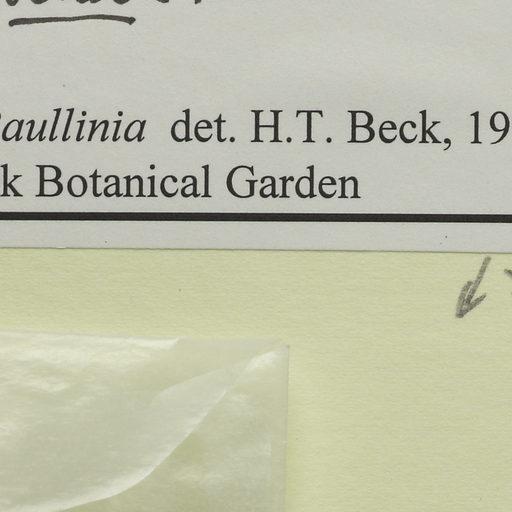 aullinia det. H.T. Beck, 19
k Botanical Garden